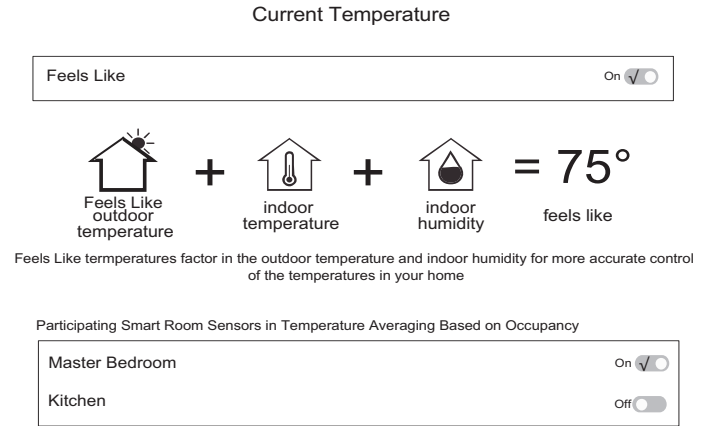 Current Temperature
Feels Like On √
+ + = 75°
Feels Like
outdoor
temperature
indoor
temperature
indoor
humidity
feels like
Feels Like termperatures factor in the outdoor temperature and indoor humidity for more accurate control
of the temperatures in your home
Participating Smart Room Sensors in Temperature Averaging Based on Occupancy
Master Bedroom On √
Kitchen Off